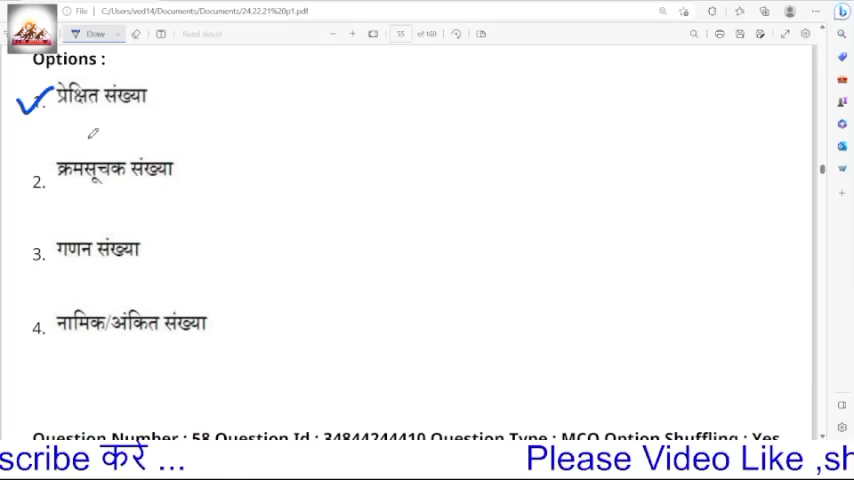 File C:/Users/ved14/Documents/Documents/24,22,21%20p1.pdf
Draw Read aloud 55 of 160
Options :
1. प्रेक्षित संख्या
2. क्रमसूचक संख्या
3. गणन संख्या
4. नामिक/अंकित संख्या
Question Number : 58 Question Id : 34844244410 Question Type : MCQ Option Shuffling : Yes
scribe करें ... Please Video Like ,sh